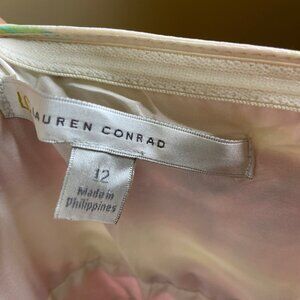 LAUREN CONRAD
12
Made in
Philippines